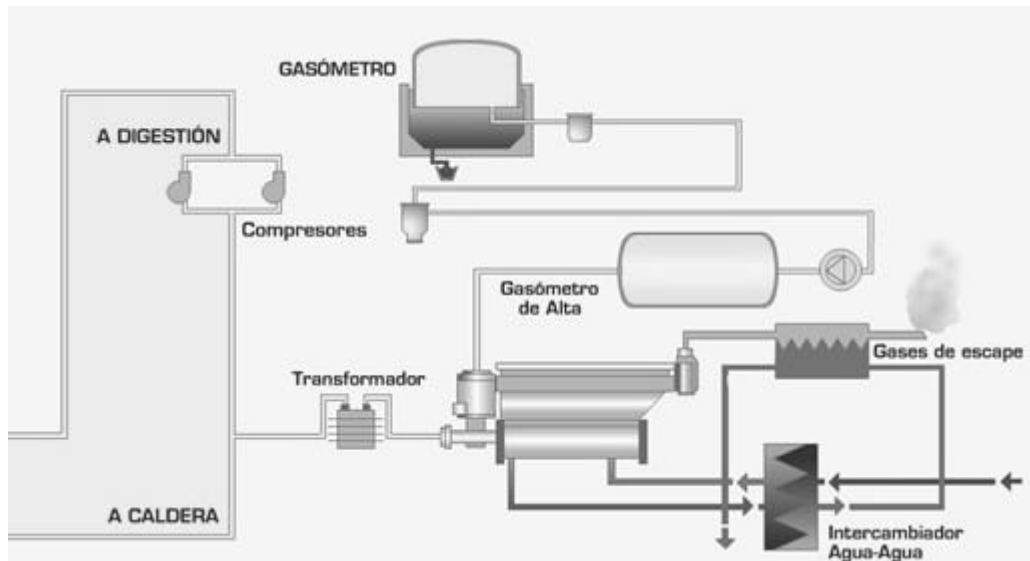 GASÓMETRO
A DIGESTIÓN
Compresores
Gasómetro
de Alta
Gases de escape
Transformador
A CALDERA
Intercambiador
Agua-Agua